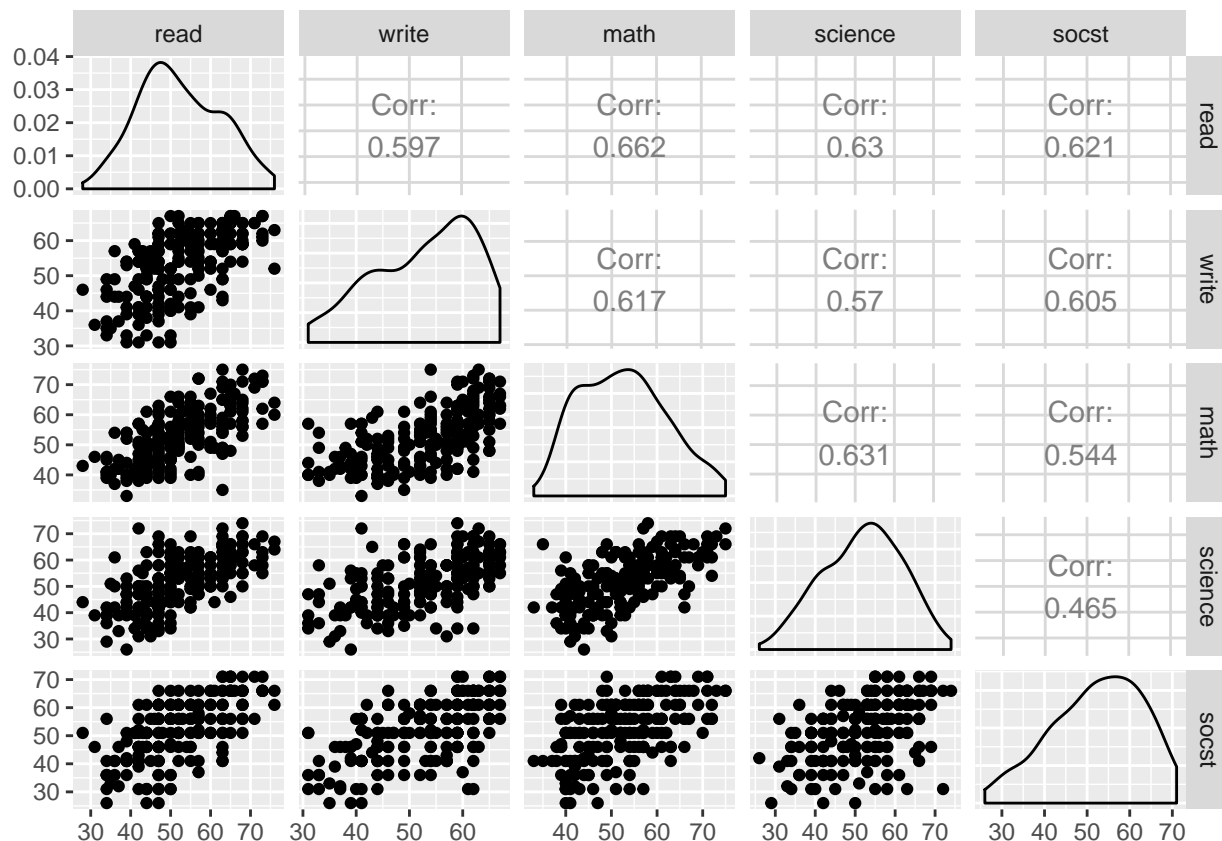 read write math science socst
0.04
0.03
0.02
0.01
0.00
Corr: Corr: Corr: Corr:
0.597 0.662 0.63 0.621
read
60
50
40
30
Corr: Corr: Corr:
0.617 0.57 0.605
write
70
60
50
40
Corr: Corr:
0.631 0.544
math
70
60
50
40
30
Corr:
0.465
science
70
60
50
40
30
socst
30 40 50 60 70 30 40 50 60 40 50 60 70 30 40 50 60 70 30 40 50 60 70